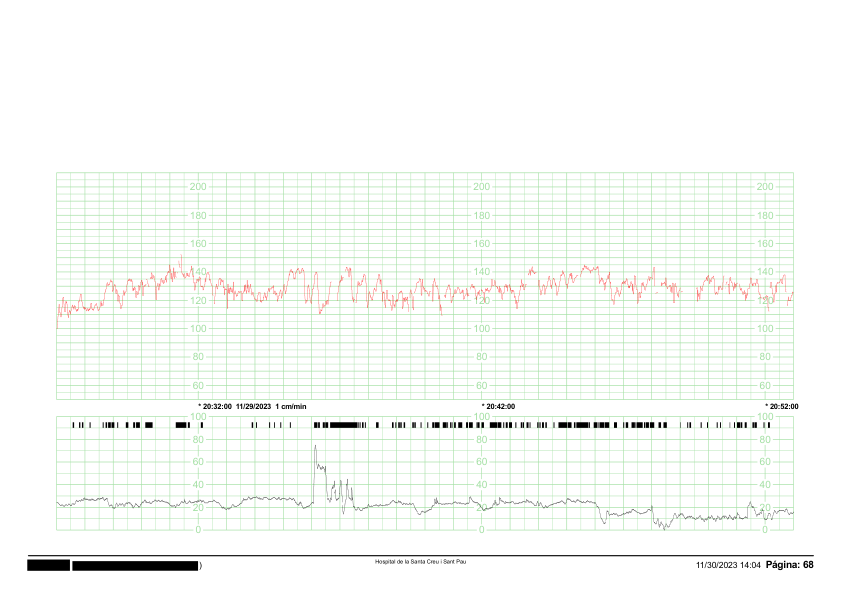 200 200 200
180 180 180
160 160 160
140 140 140
120 120 120
100 100 100
80 80 80
60 60 60
* 20:32:00 11/29/2023 1 cm/min * 20:42:00 * 20:52:00
100 100 100
80 80 80
60 60 60
40 40 40
20 20 20
0 0 0
)
Hospital de la Santa Creu i Sant Pau
11/30/2023 14:04 Página: 68